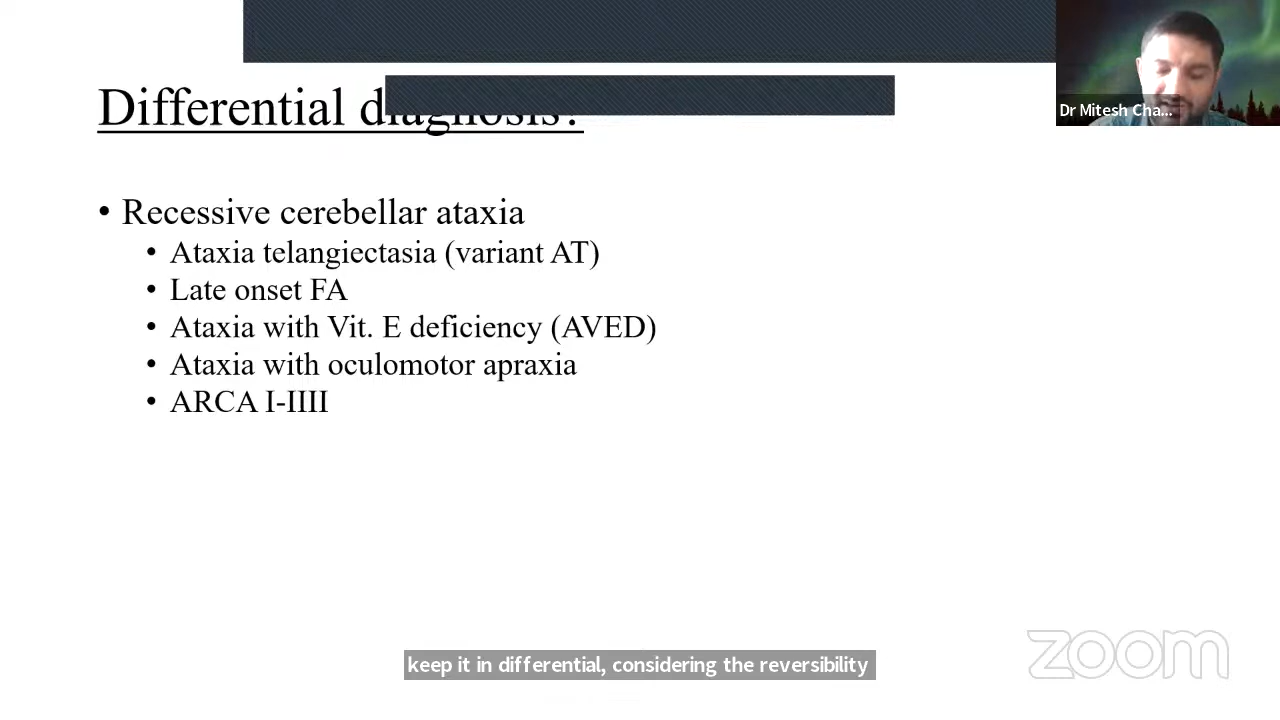 Differential diagnosis?
Dr Mitesh Cha...
• Recessive cerebellar ataxia
• Ataxia telangiectasia (variant AT)
• Late onset FA
• Ataxia with Vit. E deficiency (AVED)
• Ataxia with oculomotor apraxia
• ARCA I-IIII
keep it in differential, considering the reversibility
zoom